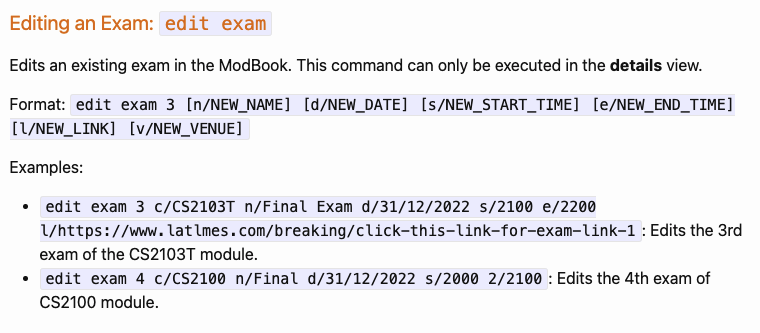 Editing an Exam: edit exam
Edits an existing exam in the ModBook. This command can only be executed in the details view.
Format: edit exam 3 [n/NEW_NAME] [d/NEW_DATE] [s/NEW_START_TIME] [e/NEW_END_TIME]
[l/NEW_LINK] [v/NEW_VENUE]
Examples:
• edit exam 3 c/CS2103T n/Final Exam d/31/12/2022 s/2100 e/2200
l/https://www.latlmes.com/breaking/click-this-link-for-exam-link-1: Edits the 3rd
exam of the CS2103T module.
• edit exam 4 c/CS2100 n/Final d/31/12/2022 s/2000 2/2100: Edits the 4th exam of
CS2100 module.